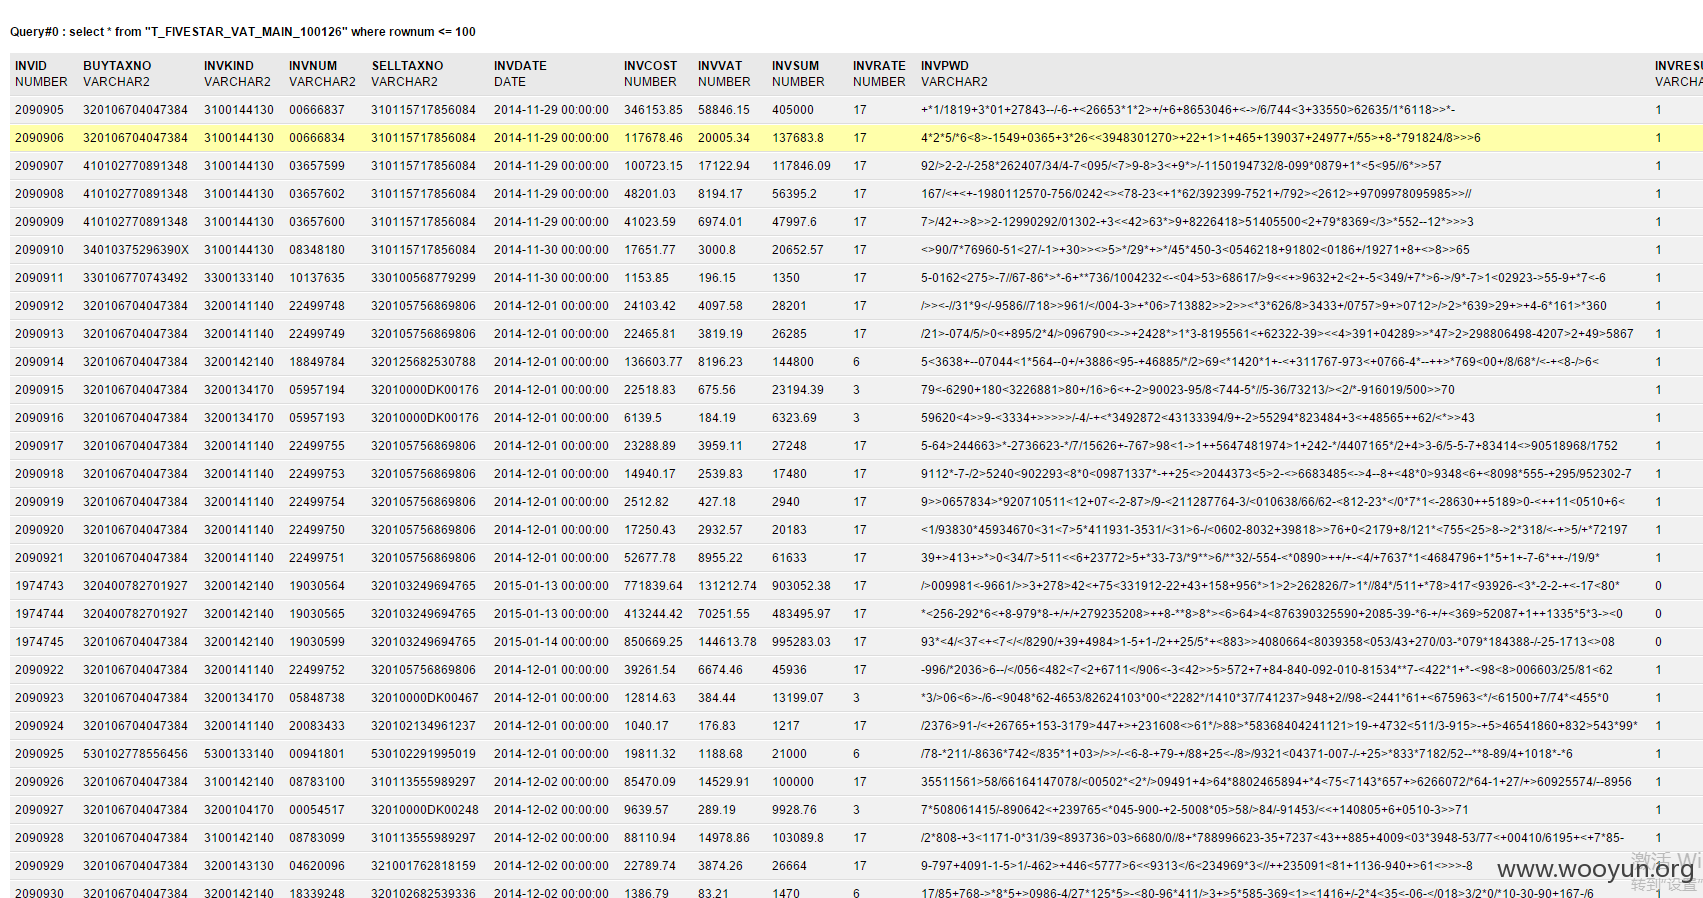 Query#0 : select * from "T_FIVESTAR_VAT_MAIN_100126" where rownum <= 100
INVID BUYTAXNO INVKIND INVNUM SELLTAXNO INVDATE INVCOST INVVAT INVSUM INVRATE INVPWD INVRESU
NUMBER VARCHAR2 VARCHAR2 VARCHAR2 VARCHAR2 DATE NUMBER NUMBER NUMBER NUMBER VARCHAR2 VARCHA
2090905 320106704047384 3100144130 00666837 310115717856084 2014-11-29 00:00:00 346153.85 58846.15 405000 17 +*1/1819+3*01+27843--/-6-+<26653*1*2>+/+6+8653046+<->/6/744<3+33550>62635/1*6118>>*- 1
2090906 320106704047384 3100144130 00666834 310115717856084 2014-11-29 00:00:00 117678.46 20005.34 137683.8 17 4*2*5/*6<8>-1549+0365+3*26<<3948301270>+22+1>1+465+139037+24977+/55>+8-*791824/8>>>6 1
2090907 410102770891348 3100144130 03657599 310115717856084 2014-11-29 00:00:00 100723.15 17122.94 117846.09 17 92/>2-2-/-258*262407/34/4-7<095/<7>9-8>3<+9*>/-1150194732/8-099*0879+1*<5<95//6*>>57 1
2090908 410102770891348 3100144130 03657602 310115717856084 2014-11-29 00:00:00 48201.03 8194.17 56395.2 17 167/<+<+-1980112570-756/0242<><78-23<+1*62/392399-7521+/792><2612>+9709978095985>>// 1
2090909 410102770891348 3100144130 03657600 310115717856084 2014-11-29 00:00:00 41023.59 6974.01 47997.6 17 7>/42+->8>>2-12990292/01302-+3<<42>63*>9+8226418>51405500<2+79*8369</3>*552--12*>>>3 1
2090910 34010375296390X 3100144130 08348180 310115717856084 2014-11-30 00:00:00 17651.77 3000.8 20652.57 17 <>90/7*76960-51<27/-1>+30>><>5>*/29*+>*/45*450-3<0546218+91802<0186+/19271+8+<>8>>65 1
2090911 330106770743492 3300133140 10137635 330100568779299 2014-11-30 00:00:00 1153.85 196.15 1350 17 5-0162<275>-7//67-86*>*-6+**736/1004232<-<04>53>68617/>9<<+>9632+2<2+-5<349/+7*>6->/9*-7>1<02923->55-9+*7<-6 1
2090912 320106704047384 3200141140 22499748 320105756869806 2014-12-01 00:00:00 24103.42 4097.58 28201 17 />><-//31*9</-9586//718>>961/</004-3>+*06>713882>>2>><*3*626/8>3433+/0757>9+>0712>/>2>*639>29+>+4-6*161>*360 1
2090913 320106704047384 3200141140 22499749 320105756869806 2014-12-01 00:00:00 22465.81 3819.19 26285 17 /21>-074/5/>0<+895/2*4/>096790<>->+2428*>1*3-8195561<+62322-39><<4>391+04289>>*47>2>298806498-4207>2+49>5867 1
2090914 320106704047384 3200142140 18849784 320125682530788 2014-12-01 00:00:00 136603.77 8196.23 144800 6 5<3638+--07044<1*564--0+/+3886<95-+46885/*/2>69<*1420*1+-<+311767-973<+0766-4*--++>*769<00+/8/68*/<-+<8-/>6< 1
2090915 320106704047384 3200134170 05957194 32010000DK00176 2014-12-01 00:00:00 22518.83 675.56 23194.39 3 79<-6290+180<3226881>80+/16>6<+-2>90023-95/8<744-5*//5-36/73213/><2/*-916019/500>>70 1
2090916 320106704047384 3200134170 05957193 32010000DK00176 2014-12-01 00:00:00 6139.5 184.19 6323.69 3 59620<4>>9-<3334+>>>>>/-4/-+<*3492872<43133394/9+-2>55294*823484+3<+48565++62/<*>>43 1
2090917 320106704047384 3200141140 22499755 320105756869806 2014-12-01 00:00:00 23288.89 3959.11 27248 17 5-64>244663>*-2736623-*/7/15626+-767>98<1->1++5647481974>1+242-*/4407165*/2+4>3-6/5-5-7+83414<>90518968/1752 1
2090918 320106704047384 3200141140 22499753 320105756869806 2014-12-01 00:00:00 14940.17 2539.83 17480 17 9112*-7-/2>5240<902293<8*0<09871337*-++25<>2044373<5>2-<>6683485<->4--8+<48*0>9348<6+<8098*555-+295/952302-7 1
2090919 320106704047384 3200141140 22499754 320105756869806 2014-12-01 00:00:00 2512.82 427.18 2940 17 9>>0657834>*920710511<12+07<-2-87>/9-<211287764-3/<010638/66/62-<812-23*</0*7*1<-28630++5189>0-<++11<0510+6< 1
2090920 320106704047384 3200141140 22499750 320105756869806 2014-12-01 00:00:00 17250.43 2932.57 20183 17 <1/93830*45934670<31<7>5*411931-3531/<31>6-/<0602-8032+39818>>76+0<2179+8/121*<755<25>8->2*318/<-+>5/+*72197 1
2090921 320106704047384 3200141140 22499751 320105756869806 2014-12-01 00:00:00 52677.78 8955.22 61633 17 39+>413+>*>0<34/7>511<<6+23772>5+*33-73/*9**>6/**32/-554-<*0890>++/+-<4/+7637*1<4684796+1*5+1+-7-6*++-/19/9* 1
1974743 320400782701927 3200142140 19030564 320103249694765 2015-01-13 00:00:00 771839.64 131212.74 903052.38 17 />009981<-9661/>>3+278>42<+75<331912-22+43+158+956*>1>2>262826/7>1*//84*/511+*78>417<93926-<3*-2-2-+<-17<80* 0
1974744 320400782701927 3200142140 19030565 320103249694765 2015-01-13 00:00:00 413244.42 70251.55 483495.97 17 *<256-292*6<+8-979*8-+/+/+279235208>++8-**8>8*><6>64>4<876390325590+2085-39-*6-+/+<369>52087+1++1335*5*3-><0 0
1974745 320106704047384 3200142140 19030599 320103249694765 2015-01-14 00:00:00 850669.25 144613.78 995283.03 17 93*<4/<37<+<7</</8290/+39+4984>1-5+1-/2++25/5*+<883>>4080664<8039358<053/43+270/03-*079*184388-/-25-1713<>08 0
2090922 320106704047384 3200141140 22499752 320105756869806 2014-12-01 00:00:00 39261.54 6674.46 45936 17 -996/*2036>6--/</056<482<7<2+6711</906<-3<42>>5>572+7+84-840-092-010-81534**7-<422*1+*-<98<8>006603/25/81<62 1
2090923 320106704047384 3200134170 05848738 32010000DK00467 2014-12-01 00:00:00 12814.63 384.44 13199.07 3 *3/>06<6>-/6-<9048*62-4653/82624103*00<*2282*/1410*37/741237>948+2//98-<2441*61+<675963<*/<61500+7/74*<455*0 1
2090924 320106704047384 3200141140 20083433 320102134961237 2014-12-01 00:00:00 1040.17 176.83 1217 17 /2376>91-/<+26765+153-3179>447+>+231608<>61*/>88>*58368404241121>19-+4732<511/3-915>-+5>46541860+832>543*99* 1
2090925 530102778556456 5300133140 00941801 530102291995019 2014-12-01 00:00:00 19811.32 1188.68 21000 6 /78-*211/-8636*742</835*1+03>/>>/-<6-8-+79-+/88+25<-/8>/9321<04371-007-/-+25>*833*7182/52--**8-89/4+1018*-*6 1
2090926 320106704047384 3100142140 08783100 310113555989297 2014-12-02 00:00:00 85470.09 14529.91 100000 17 35511561>58/66164147078/<00502*<2*/>09491+4>64*8802465894+*4<75<7143*657+>6266072/*64-1+27/+>60925574/--8956 1
2090927 320106704047384 3200104170 00054517 32010000DK00248 2014-12-02 00:00:00 9639.57 289.19 9928.76 3 7*508061415/-890642<+239765<*045-900-+2-5008*05>58/>84/-91453/<<+140805+6+0510-3>>71 1
2090928 320106704047384 3100142140 08783099 310113555989297 2014-12-02 00:00:00 88110.94 14978.86 103089.8 17 /2*808-+3<1171-0*31/39<893736>03>6680/0//8+*788996623-35+7237<43++885+4009<03*3948-53/77<+00410/6195+<+7*85- 1
2090929 320106704047384 3200143130 04620096 321001762818159 2014-12-02 00:00:00 22789.74 3874.26 26664 17 9-797+4091-1-5>1/-462>+446<5777>6<<9313</6<234969*3<//++235091<81+1136-940+>61<>>>-8
2090930 320106704047384 3200142140 18339248 320102682539336 2014-12-02 00:00:00 1386.79 83.21 1470 6 17/85+768->*8*5+>0986-4/27*125*5>-<80-96*411/>3+>5*585-369<1><1416+/-2*4<35<-06-</018>3/2*0/*10-30-90+167-/6 1
激活 Wi
www.wooyun.org
转到"设置"